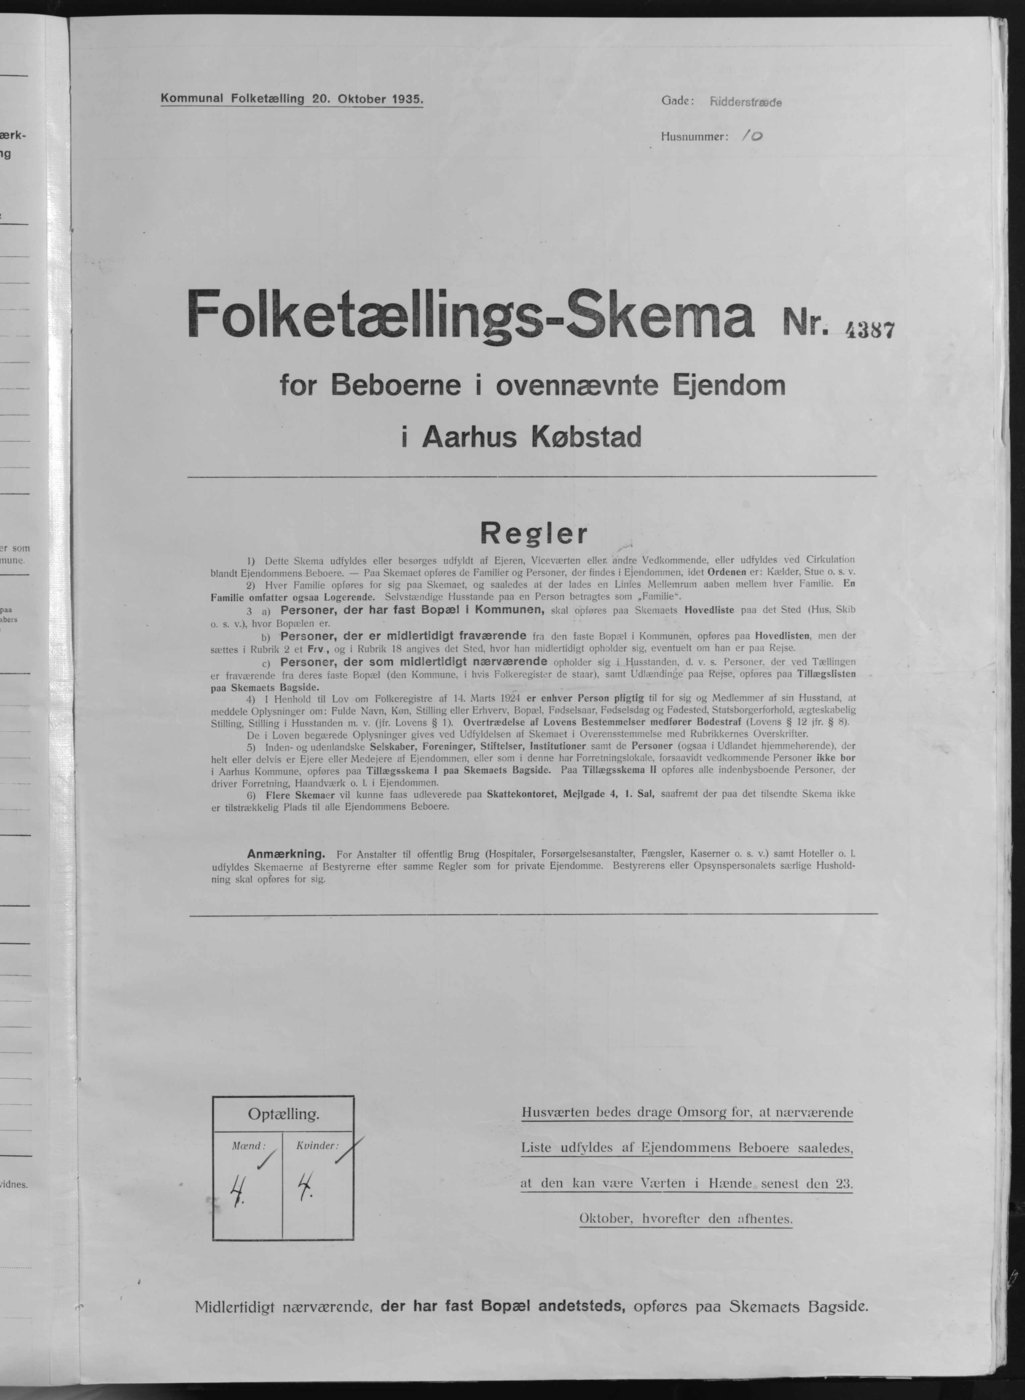 ærk-
ng
er som
mune.
paa
abers
vidnes.
Kommunal Folketælling 20. Oktober 1935.
Gade: Ridderstræde
Husnummer: 10
Folketællings-Skema Nr. 4387
for Beboerne i ovennævnte Ejendom
i Aarhus Købstad
Regler
1) Dette Skema udfyldes eller besørges udfyldt af Ejeren, Viceværten eller andre Vedkommende, eller udfyldes ved Cirkulation
blandt Ejendommens Beboere. — Paa Skemaet opføres de Familier og Personer, der findes i Ejendommen, idet Ordenen er: Kælder, Stue o. s. v.
2) Hver Familie opføres for sig paa Skemaet, og saaledes at der lades en Linies Mellemrum aaben mellem hver Familie. En
Familie omfatter ogsaa Logerende. Selvstændige Husstande paa en Person betragtes som „Familie“.
3 a) Personer, der har fast Bopæl i Kommunen, skal opføres paa Skemaets Hovedliste paa det Sted (Hus, Skib
o. s. v.), hvor Bopælen er.
b) Personer, der er midlertidigt fraværende fra den faste Bopæl i Kommunen, opføres paa Hovedlisten, men der
sættes i Rubrik 2 et Frv., og i Rubrik 18 angives det Sted, hvor han midlertidigt opholder sig, eventuelt om han er paa Rejse.
c) Personer, der som midlertidigt nærværende opholder sig i Husstanden, d. v. s. Personer, der ved Tællingen
er fraværende fra deres faste Bopæl (den Kommune, i hvis Folkeregister de staar), samt Udlændinge paa Rejse, opføres paa Tillægslisten
paa Skemaets Bagside.
4) I Henhold til Lov om Folkeregistre af 14. Marts 1924 er enhver Person pligtig til for sig og Medlemmer af sin Husstand, at
meddele Oplysninger om: Fulde Navn, Køn, Stilling eller Erhverv, Bopæl, Fødselsaar, Fødselsdag og Fødested, Statsborgerforhold, ægteskabelig
Stilling, Stilling i Husstanden m. v. (jfr. Lovens § 1). Overtrædelse af Lovens Bestemmelser medfører Bødestraf (Lovens § 12 jfr. § 8).
De i Loven begærede Oplysninger gives ved Udfyldelsen af Skemaet i Overensstemmelse med Rubrikkernes Overskrifter.
5) Inden- og udenlandske Selskaber, Foreninger, Stiftelser, Institutioner samt de Personer (ogsaa i Udlandet hjemmehørende), der
helt eller delvis er Ejere eller Medejere af Ejendommen, eller som i denne har Forretningslokale, forsaavidt vedkommende Personer ikke bor
i Aarhus Kommune, opføres paa Tillægsskema I paa Skemaets Bagside. Paa Tillægsskema II opføres alle indenbysboende Personer, der
driver Forretning, Haandværk o. l. i Ejendommen.
6) Flere Skemaer vil kunne faas udleverede paa Skattekontoret, Mejlgade 4, 1. Sal, saafremt der paa det tilsendte Skema ikke
er tilstrækkelig Plads til alle Ejendommens Beboere.
Anmærkning. For Anstalter til offentlig Brug (Hospitaler, Forsørgelsesanstalter, Fængsler, Kaserner o. s. v.) samt Hoteller o. l.
udfyldes Skemaerne af Bestyrerne efter samme Regler som for private Ejendomme. Bestyrerens eller Opsynspersonalets særlige Hushold-
ning skal opføres for sig.
Optælling.
Mænd: Kvinder:
4. 4.
Husværten bedes drage Omsorg for, at nærværende
Liste udfyldes af Ejendommens Beboere saaledes,
at den kan være Værten i Hænde senest den 23.
Oktober, hvorefter den afhentes.
Midlertidigt nærværende, der har fast Bopæl andetsteds, opføres paa Skemaets Bagside.